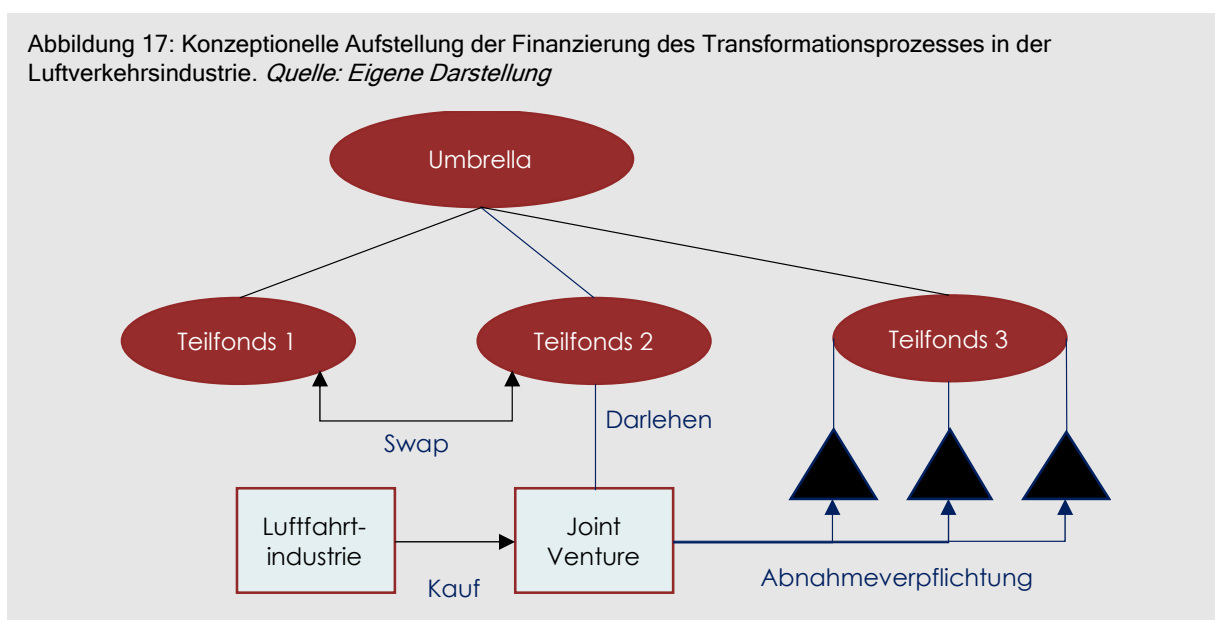 Abbildung 17: Konzeptionelle Aufstellung der Finanzierung des Transformationsprozesses in der
Luftverkehrsindustrie. Quelle: Eigene Darstellung
Umbrella
Teilfonds 1
Teilfonds 2
Teilfonds 3
Swap
Darlehen
Luftfahrt-
industrie
Kauf
Joint
Venture
Abnahmeverpflichtung